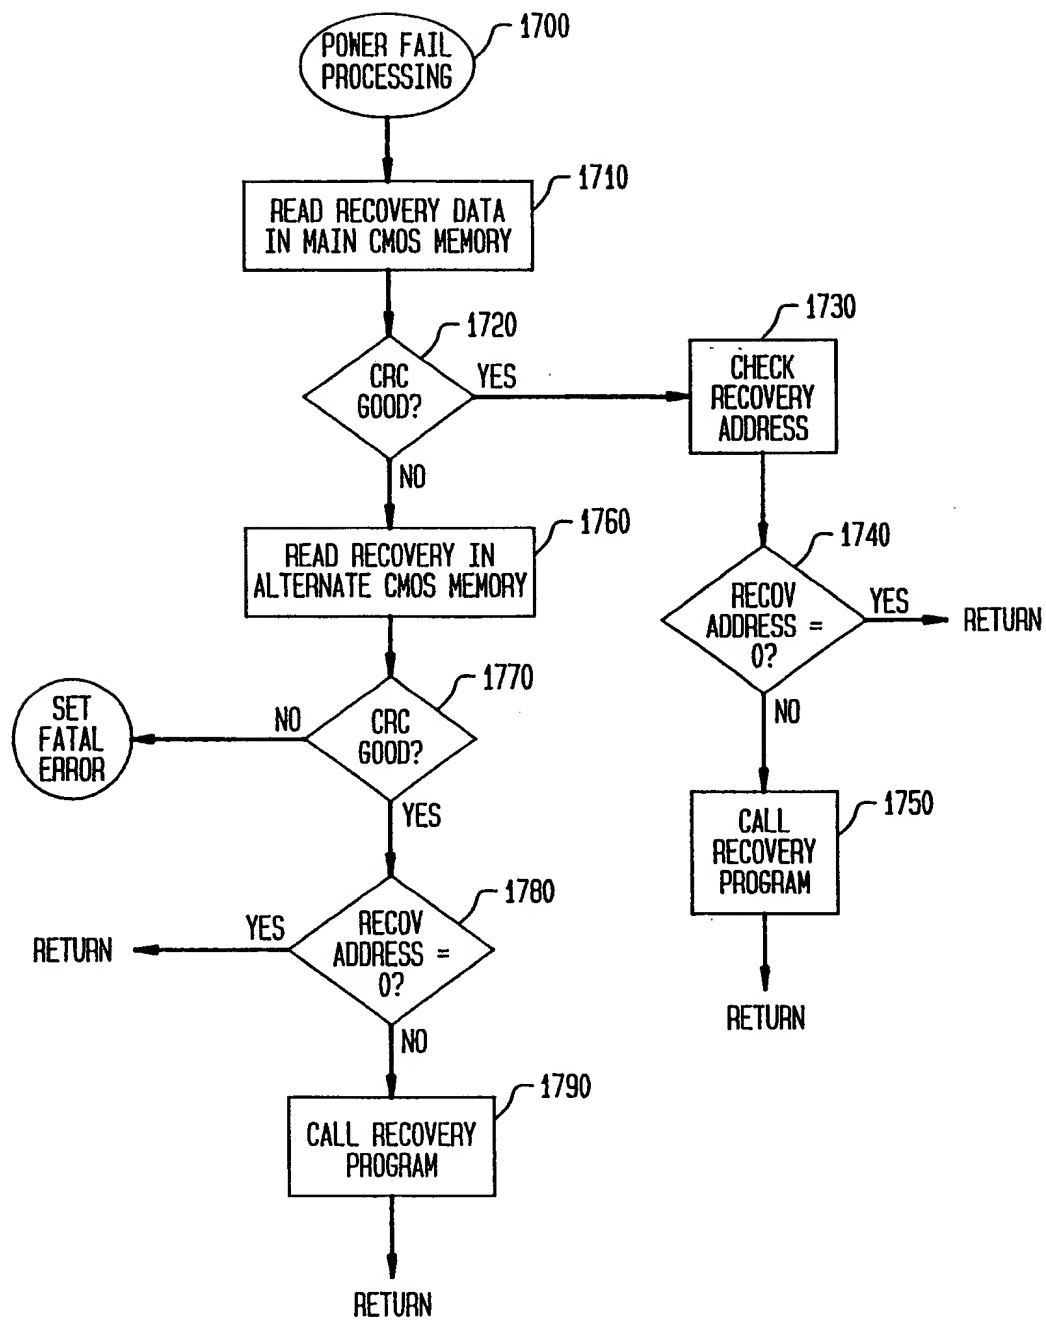 1700
POWER FAIL
PROCESSING
1710
READ RECOVERY DATA
IN MAIN CMOS MEMORY
1720
CRC
GOOD?
YES
NO
1730
CHECK
RECOVERY
ADDRESS
1740
RECOV
ADDRESS =
0?
YES
RETURN
NO
1750
CALL
RECOVERY
PROGRAM
RETURN
1760
READ RECOVERY IN
ALTERNATE CMOS MEMORY
1770
CRC
GOOD?
NO
SET
FATAL
ERROR
YES
1780
RECOV
ADDRESS =
0?
YES
RETURN
NO
1790
CALL RECOVERY
PROGRAM
RETURN